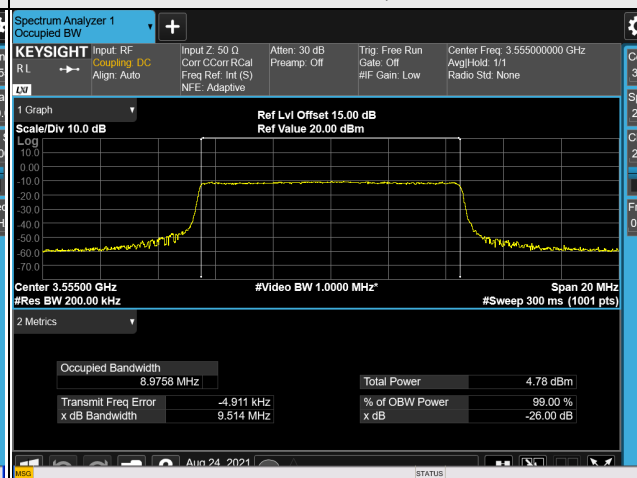 Spectrum Analyzer 1
Occupied BW
KEYSIGHT
R L
LXI
Input: RF
Coupling: DC
Align: Auto
Input Z: 50 Ω
Corr CCorr RCal
Freq Ref: Int (S)
NFE: Adaptive
Atten: 30 dB
Preamp: Off
Trig: Free Run
Gate: Off
#IF Gain: Low
Center Freq: 3.555000000 GHz
Avg|Hold: 1/1
Radio Std: None
1 Graph
Scale/Div 10.0 dB
Ref Lvl Offset 15.00 dB
Ref Value 20.00 dBm
Log
10.0
0.00
-10.0
-20.0
-30.0
-40.0
-50.0
-60.0
-70.0
Center 3.55500 GHz
#Video BW 1.0000 MHz*
Span 20 MHz
#Res BW 200.00 kHz
#Sweep 300 ms (1001 pts)
2 Metrics
Occupied Bandwidth
8.9758 MHz
Total Power 4.78 dBm
Transmit Freq Error -4.911 kHz
% of OBW Power 99.00 %
x dB Bandwidth 9.514 MHz
x dB -26.00 dB
Aug 24, 2021
MSG
STATUS